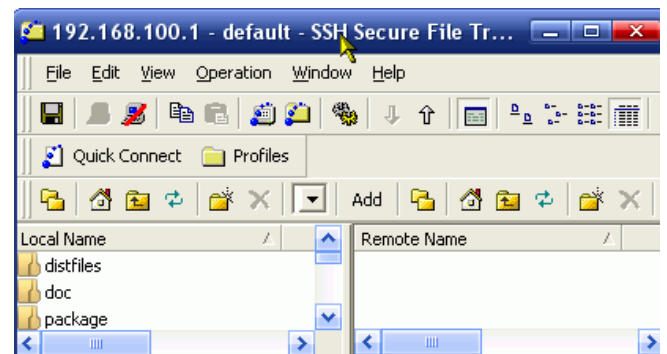 192.168.100.1 - default - SSH Secure File Tr...
File Edit View Operation Window Help
Quick Connect Profiles
Add
Local Name
Remote Name
distfiles
doc
package